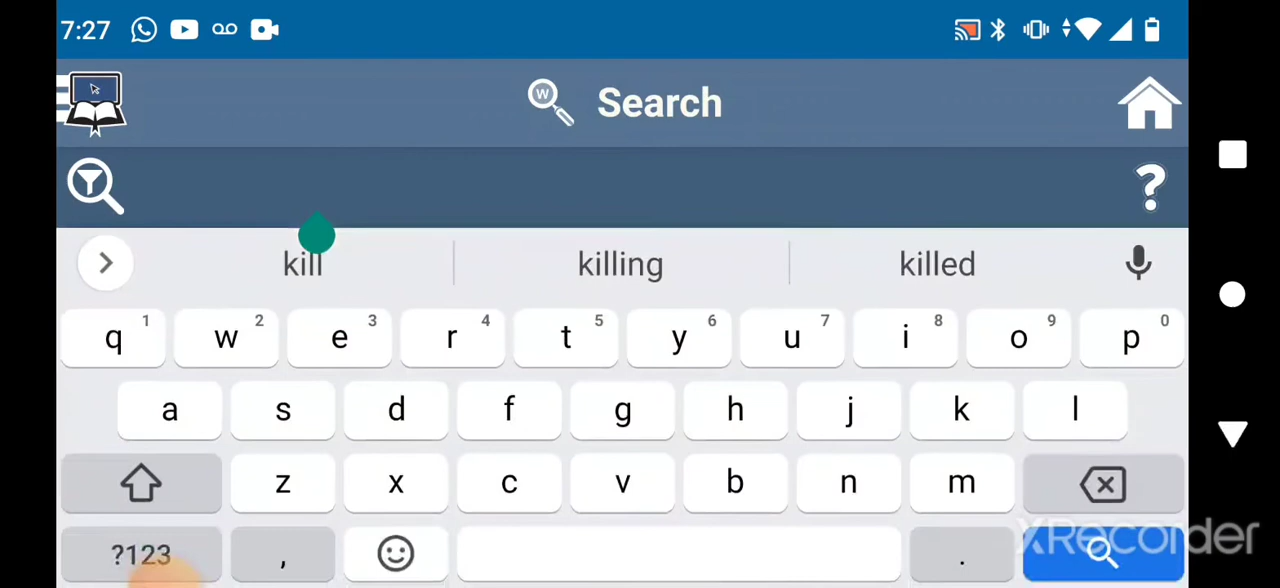 7:27
W Search
?
kill killing killed
q 1 w 2 e 3 r 4 t 5 y 6 u 7 i 8 o 9 p 0
a s d f g h j k l
z x c v b n m
?123 , .
XRecorder